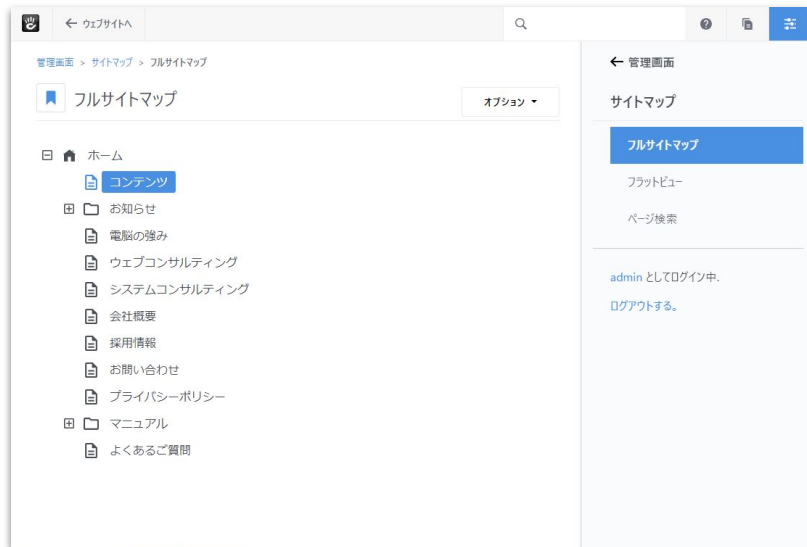 ウェブサイトへ
管理画面 > サイトマップ > フルサイトマップ
フルサイトマップ
オプション
ホーム
コンテンツ
お知らせ
電脳の強み
ウェブコンサルティング
システムコンサルティング
会社概要
採用情報
お問い合わせ
プライバシーポリシー
マニュアル
よくあるご質問
管理画面
サイトマップ
フルサイトマップ
フラットビュー
ページ検索
admin としてログイン中.
ログアウトする。